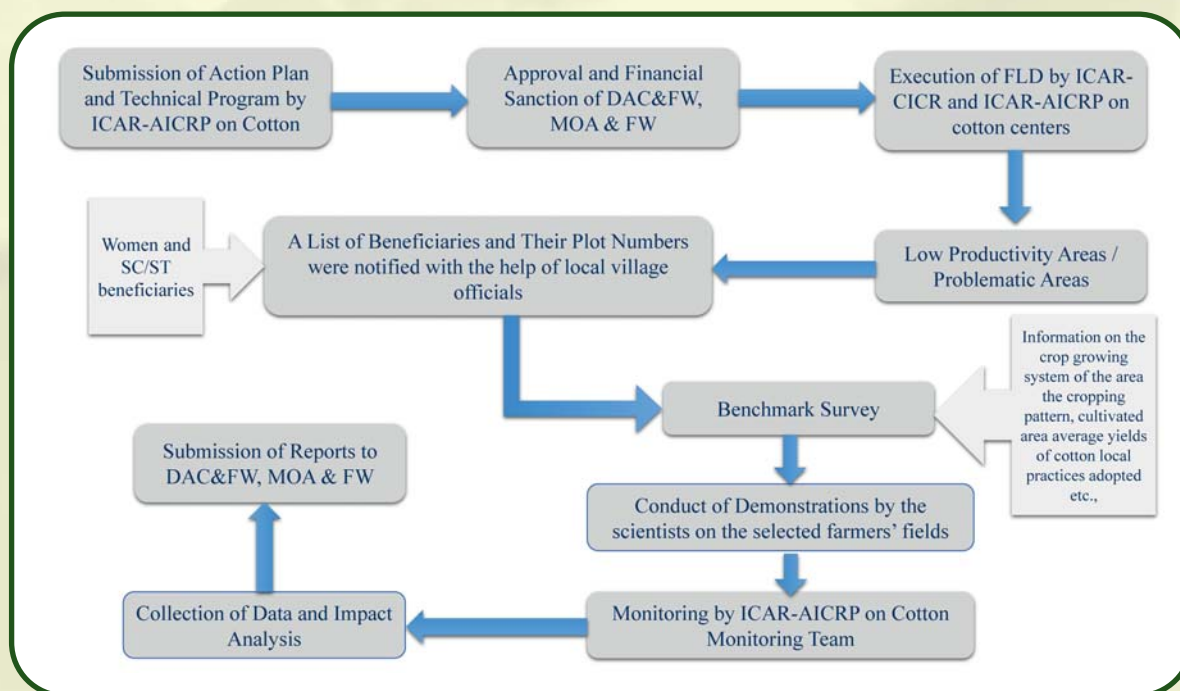 Submission of Action Plan
and Technical Program by
ICAR-AICRP on Cotton
Approval and Financial
Sanction of DAC&FW,
MOA & FW
Execution of FLD by ICAR-
CICR and ICAR-AICRP on
cotton centers
Women and
SC/ST
beneficiaries
A List of Beneficiaries and Their Plot Numbers
were notified with the help of local village
officials
Low Productivity Areas /
Problematic Areas
Information on the
crop growing
system of the area
the cropping
pattern, cultivated
area average yields
of cotton local
practices adopted
etc.,
Benchmark Survey
Submission of Reports to
DAC&FW, MOA & FW
Conduct of Demonstrations by the
scientists on the selected farmers’ fields
Collection of Data and Impact
Analysis
Monitoring by ICAR-AICRP on Cotton
Monitoring Team